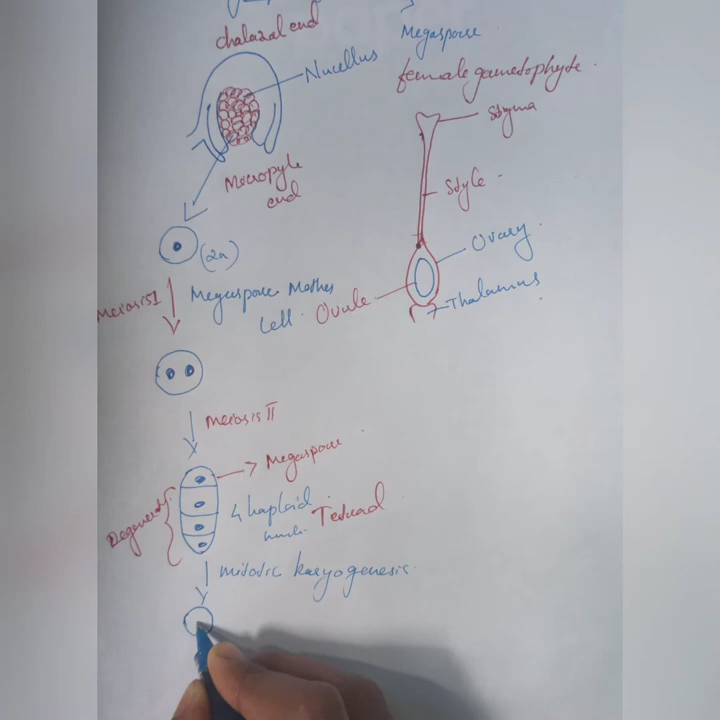 chalazal end
Megaspore
Nucellus
female gametophyte.
Stigma
Micropyle
end
Style
(2n)
Ovary
Meiosis I
Megaspore Mother
Cell.
Ovule
Thalamus
Meiosis II
Megaspore
4 haploid
Tetrad
Degenerate
mitotic karyogenesis